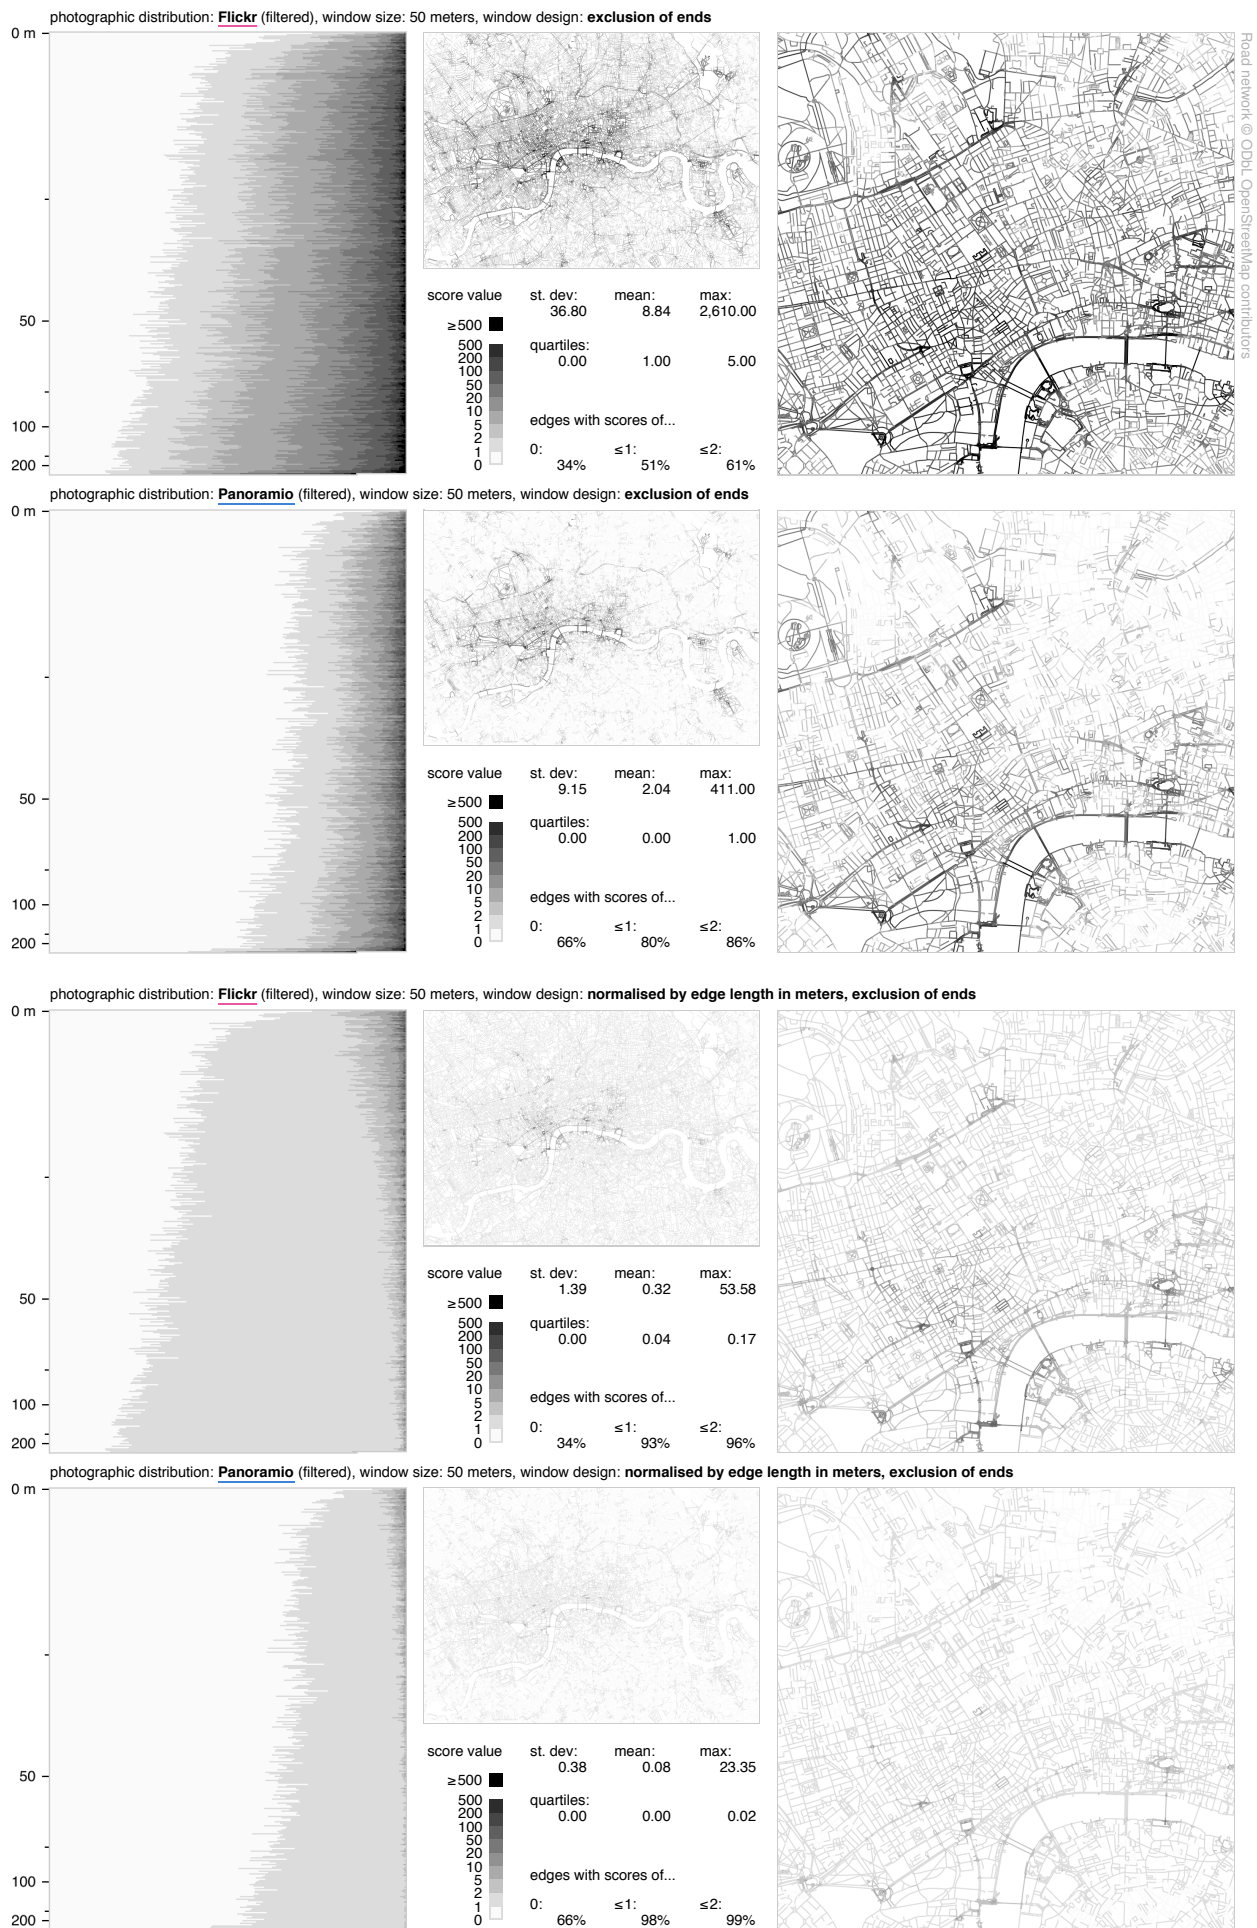 photographic distribution: Flickr (filtered), window size: 50 meters, window design: exclusion of ends
0 m
50
100
200
score value st. dev: mean: max:
36.80 8.84 2,610.00
≥500
quartiles:
0.00 1.00 5.00
500
200
100
50
20
10
5
2
1
0
edges with scores of...
0: ≤1: ≤2:
34% 51% 61%
Road network © ODbL OpenStreetMap contributors
photographic distribution: Panoramio (filtered), window size: 50 meters, window design: exclusion of ends
0 m
50
100
200
score value st. dev: mean: max:
9.15 2.04 411.00
≥500
quartiles:
0.00 0.00 1.00
500
200
100
50
20
10
5
2
1
0
edges with scores of...
0: ≤1: ≤2:
66% 80% 86%
photographic distribution: Flickr (filtered), window size: 50 meters, window design: normalised by edge length in meters, exclusion of ends
0 m
50
100
200
score value st. dev: mean: max:
1.39 0.32 53.58
≥500
quartiles:
0.00 0.04 0.17
500
200
100
50
20
10
5
2
1
0
edges with scores of...
0: ≤1: ≤2:
34% 93% 96%
photographic distribution: Panoramio (filtered), window size: 50 meters, window design: normalised by edge length in meters, exclusion of ends
0 m
50
100
200
score value st. dev: mean: max:
0.38 0.08 23.35
≥500
quartiles:
0.00 0.00 0.02
500
200
100
50
20
10
5
2
1
0
edges with scores of...
0: ≤1: ≤2:
66% 98% 99%